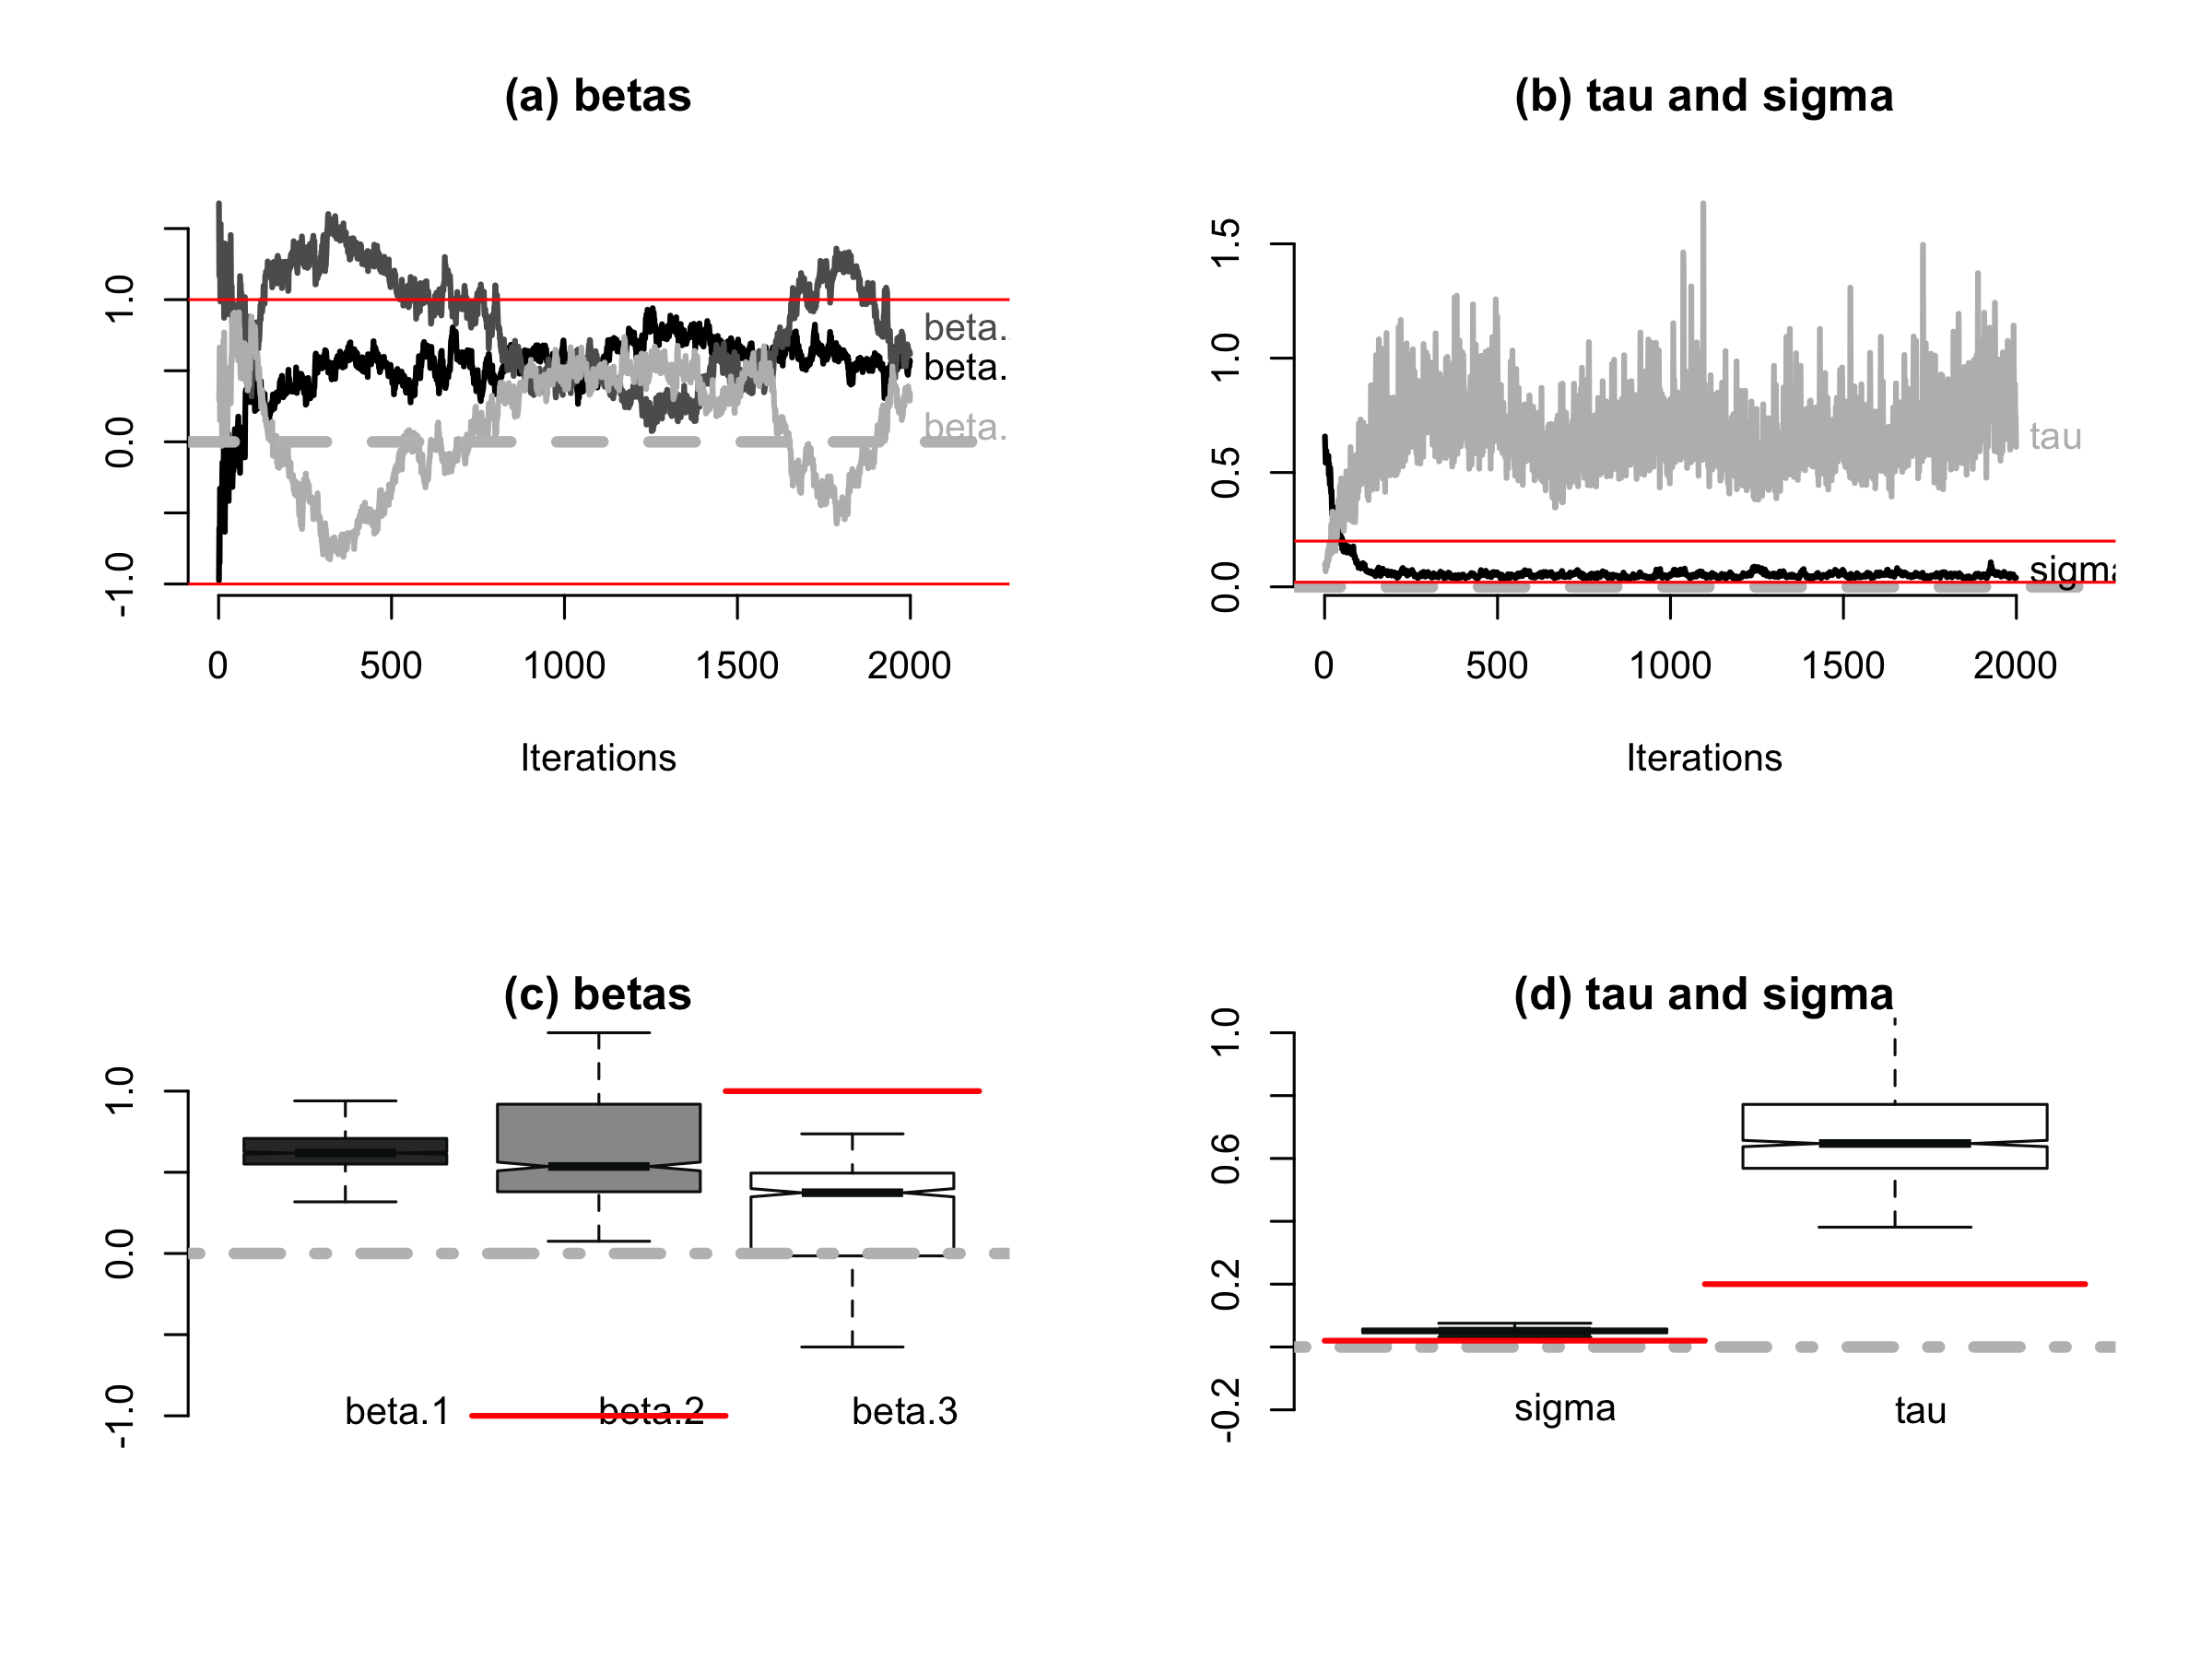 (a) betas
1.0
0.0
-1.0
beta.
beta.
beta.
0 500 1000 1500 2000
Iterations
(b) tau and sigma
1.5
1.0
0.5
0.0
tau
sigma
0 500 1000 1500 2000
Iterations
(c) betas
1.0
0.0
-1.0
beta.1 beta.2 beta.3
(d) tau and sigma
1.0
0.6
0.2
-0.2
sigma tau